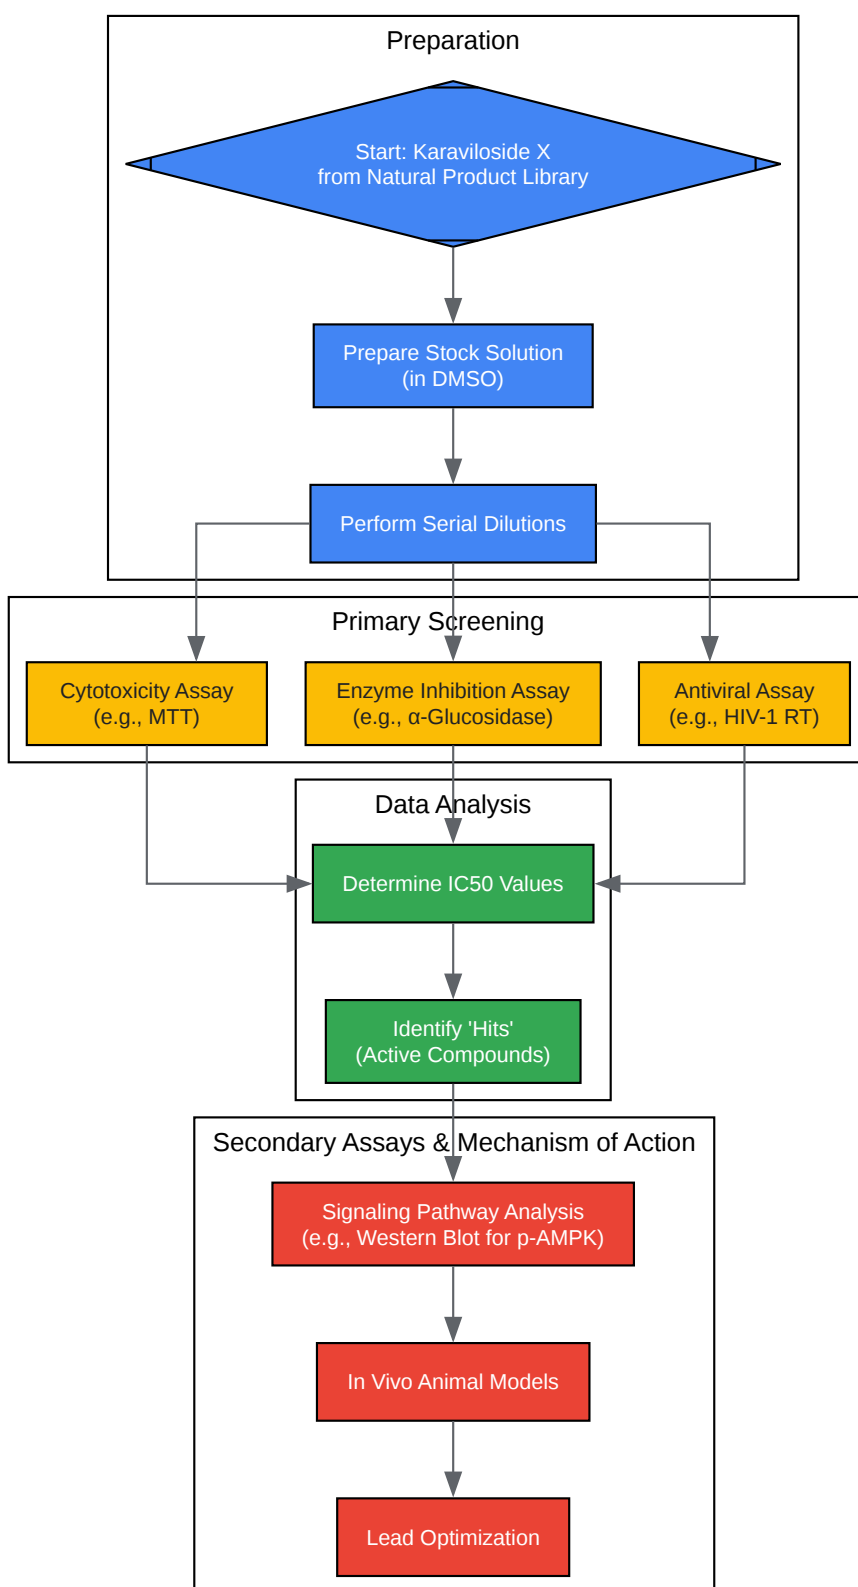 Preparation
Start: Karaviloside X
from Natural Product Library
Prepare Stock Solution
(in DMSO)
Perform Serial Dilutions
Primary Screening
Cytotoxicity Assay
(e.g., MTT)
Enzyme Inhibition Assay
(e.g., α-Glucosidase)
Antiviral Assay
(e.g., HIV-1 RT)
Data Analysis
Determine IC50 Values
Identify 'Hits'
(Active Compounds)
Secondary Assays & Mechanism of Action
Signaling Pathway Analysis
(e.g., Western Blot for p-AMPK)
In Vivo Animal Models
Lead Optimization